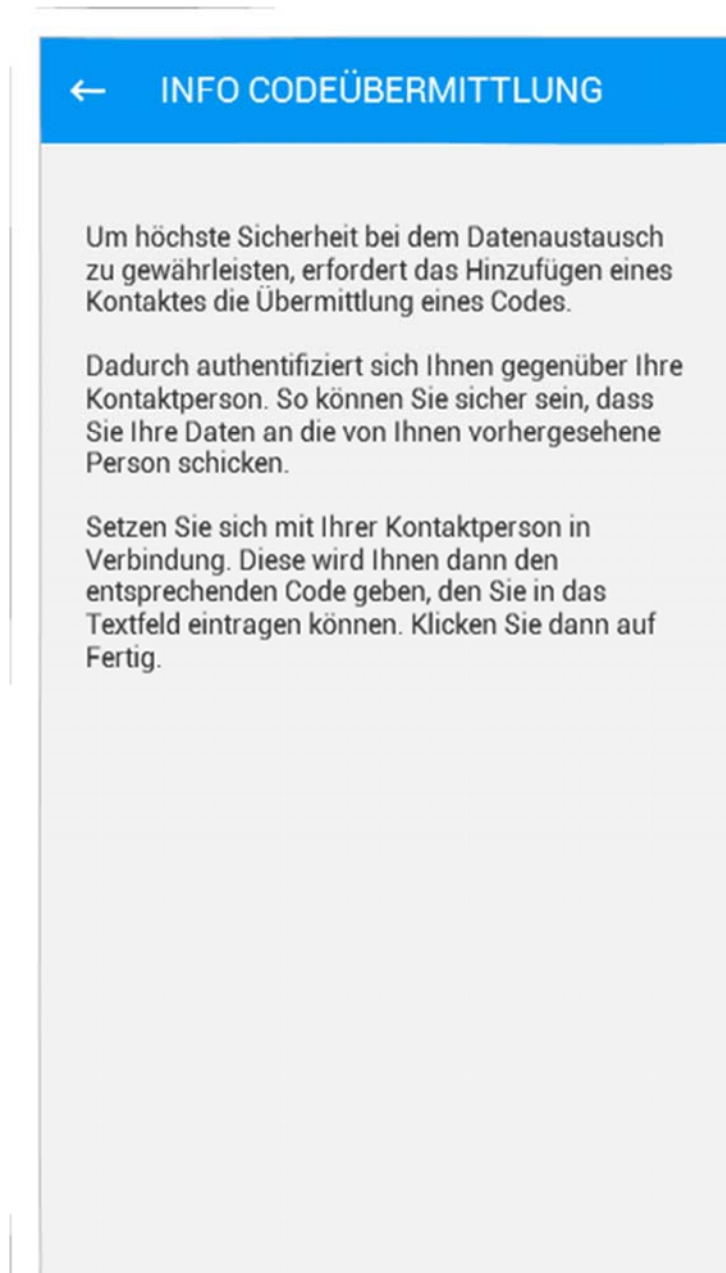 INFO CODEÜBERMITTLUNG
Um höchste Sicherheit bei dem Datenaustausch
zu gewährleisten, erfordert das Hinzufügen eines
Kontaktes die Übermittlung eines Codes.
Dadurch authentifiziert sich Ihnen gegenüber Ihre
Kontaktperson. So können Sie sicher sein, dass
Sie Ihre Daten an die von Ihnen vorhergesehene
Person schicken.
Setzen Sie sich mit Ihrer Kontaktperson in
Verbindung. Diese wird Ihnen dann den
entsprechenden Code geben, den Sie in das
Textfeld eintragen können. Klicken Sie dann auf
Fertig.